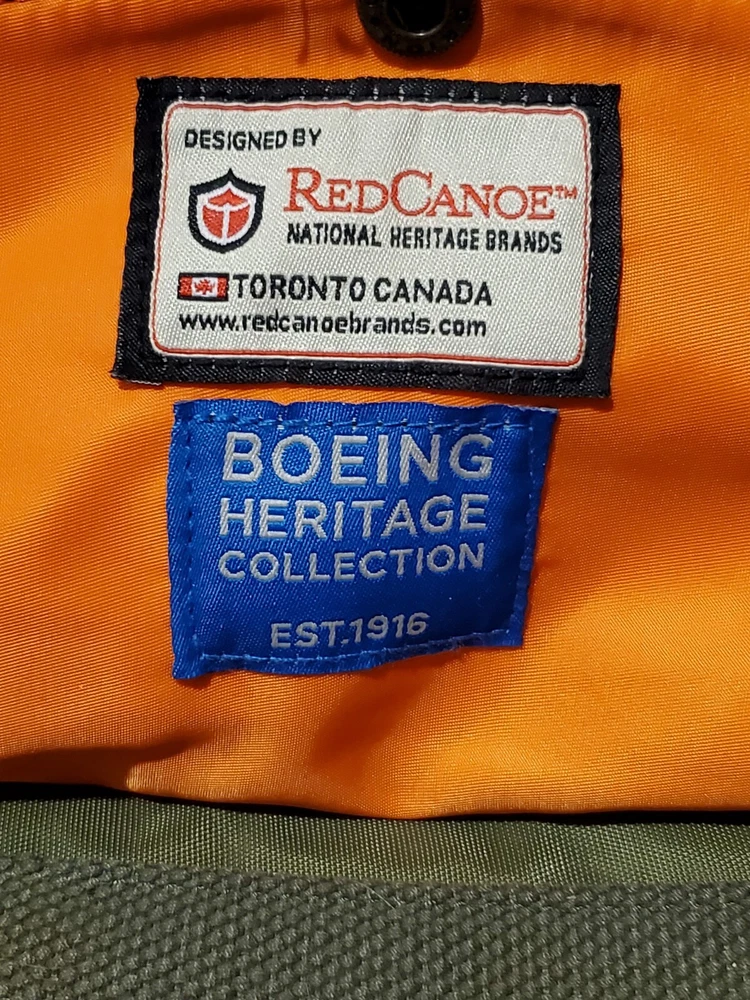 DESIGNED BY
REDCANOE™
NATIONAL HERITAGE BRANDS
TORONTO CANADA
www.redcanoebrands.com
BOEING
HERITAGE
COLLECTION
EST.1916